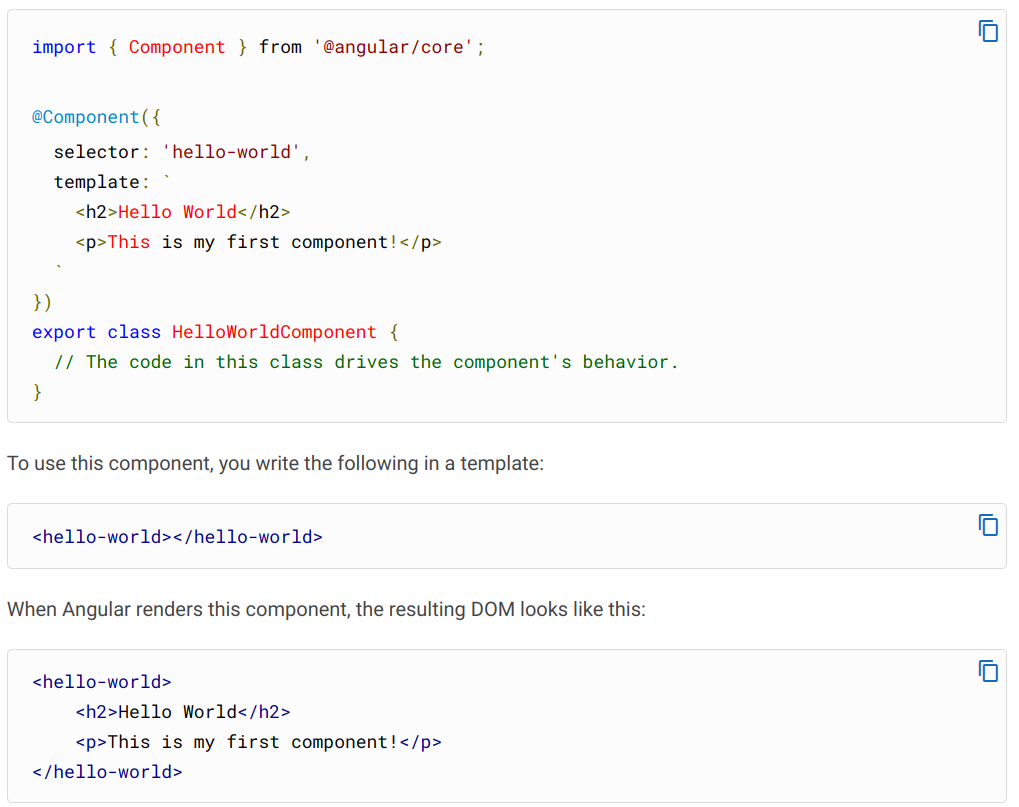 import { Component } from '@angular/core';
@Component({
  selector: 'hello-world',
  template: `
    <h2>Hello World</h2>
    <p>This is my first component!</p>
  `
})
export class HelloWorldComponent {
  // The code in this class drives the component's behavior.
}
To use this component, you write the following in a template:
<hello-world></hello-world>
When Angular renders this component, the resulting DOM looks like this:
<hello-world>
    <h2>Hello World</h2>
    <p>This is my first component!</p>
</hello-world>